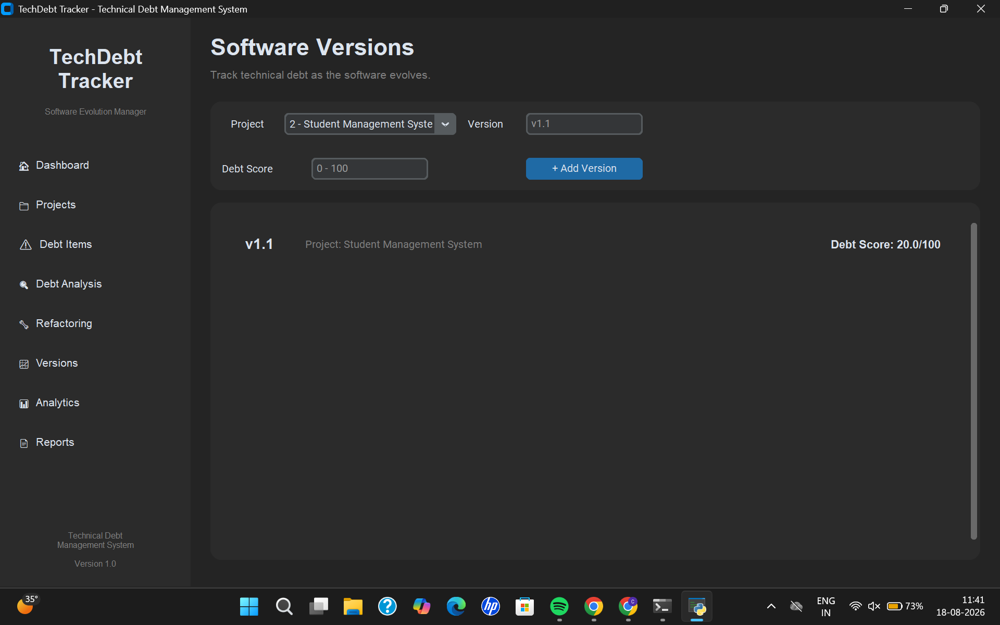 TechDebt Tracker - Technical Debt Management System
TechDebt
Tracker
Software Evolution Manager
Dashboard
Projects
Debt Items
Debt Analysis
Refactoring
Versions
Analytics
Reports
Technical Debt
Management System
Version 1.0
Software Versions
Track technical debt as the software evolves.
Project
2 - Student Management Syste
Version
v1.1
Debt Score
0 - 100
+ Add Version
v1.1
Project: Student Management System
Debt Score: 20.0/100
35°
hp
C
ENG
IN
73%
11:41
18-08-2026